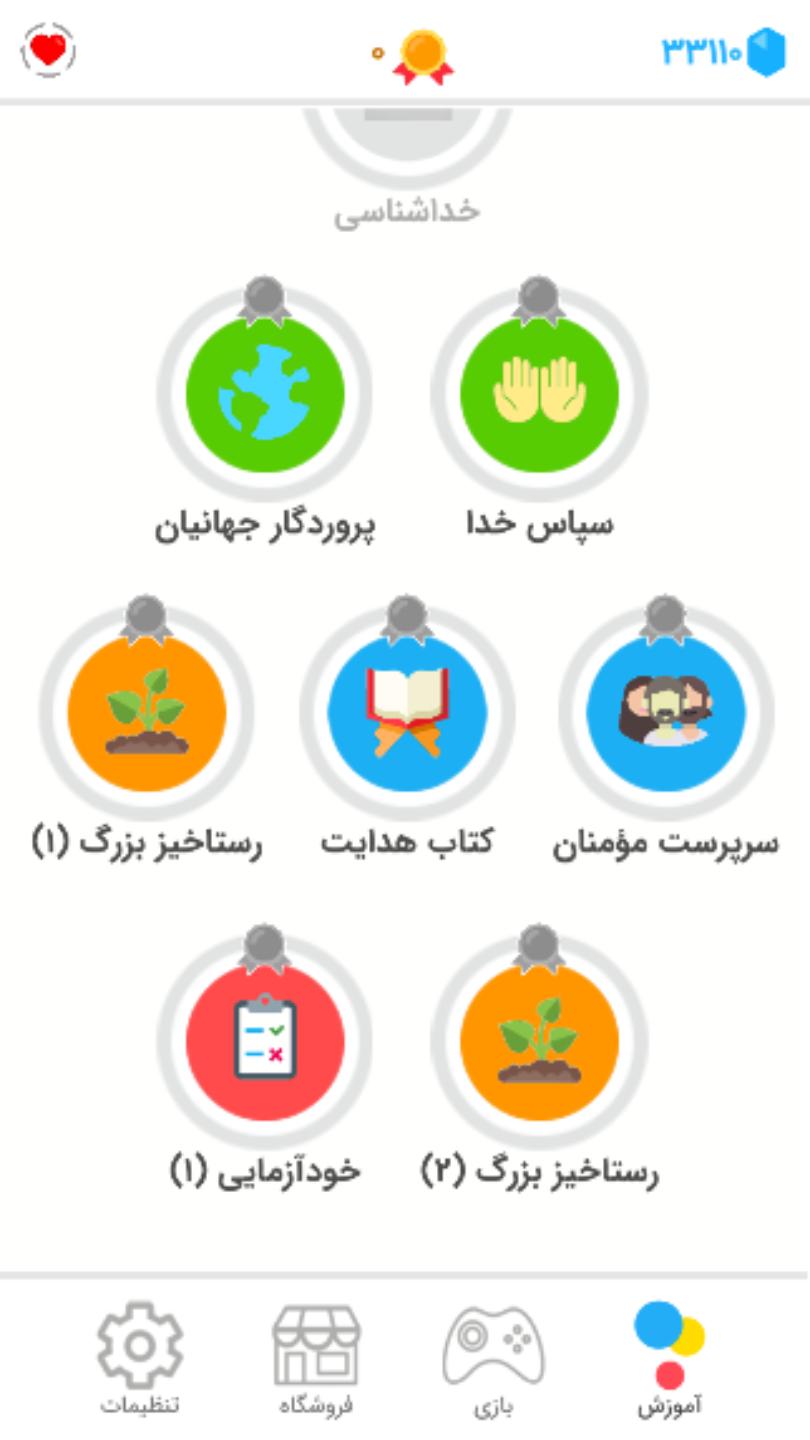 ۰ ۳۳۱۱۰
خداشناسی
سپاس خدا پروردگار جهانیان
سرپرست مؤمنان کتاب هدایت رستاخیز بزرگ (۱)
رستاخیز بزرگ (۲) خودآزمایی (۱)
آموزش بازی فروشگاه تنظیمات